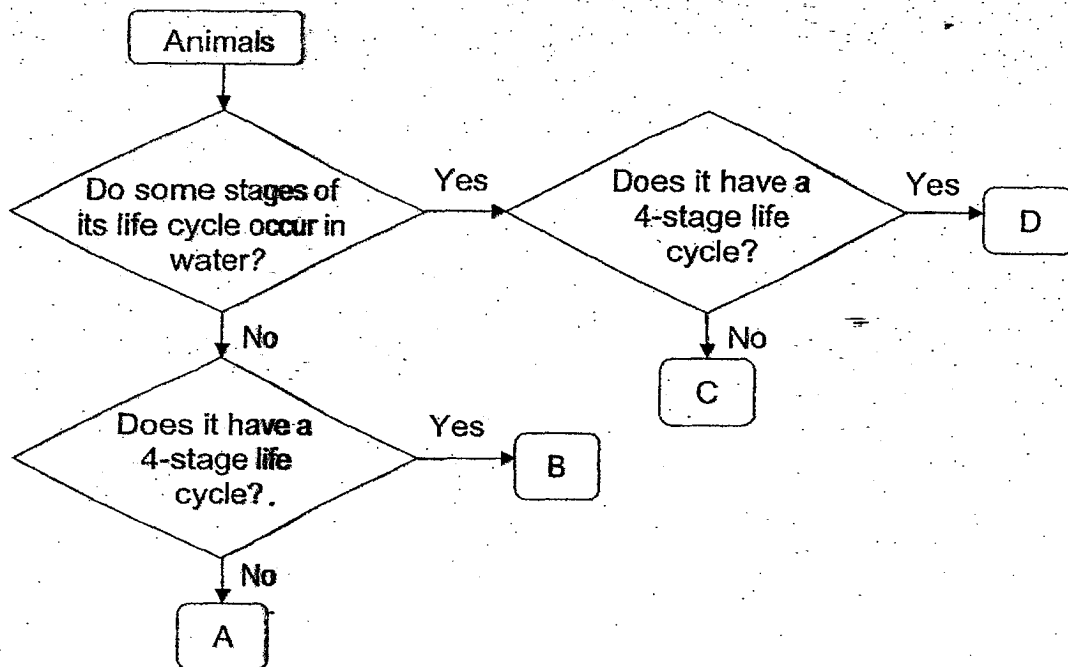 Animals
Do some stages of
its life cycle occur in
water?
Yes
Does it have a
4-stage life
cycle?
Yes
D
No
C
No
Does it have a
4-stage life
cycle?.
Yes
B
No
A